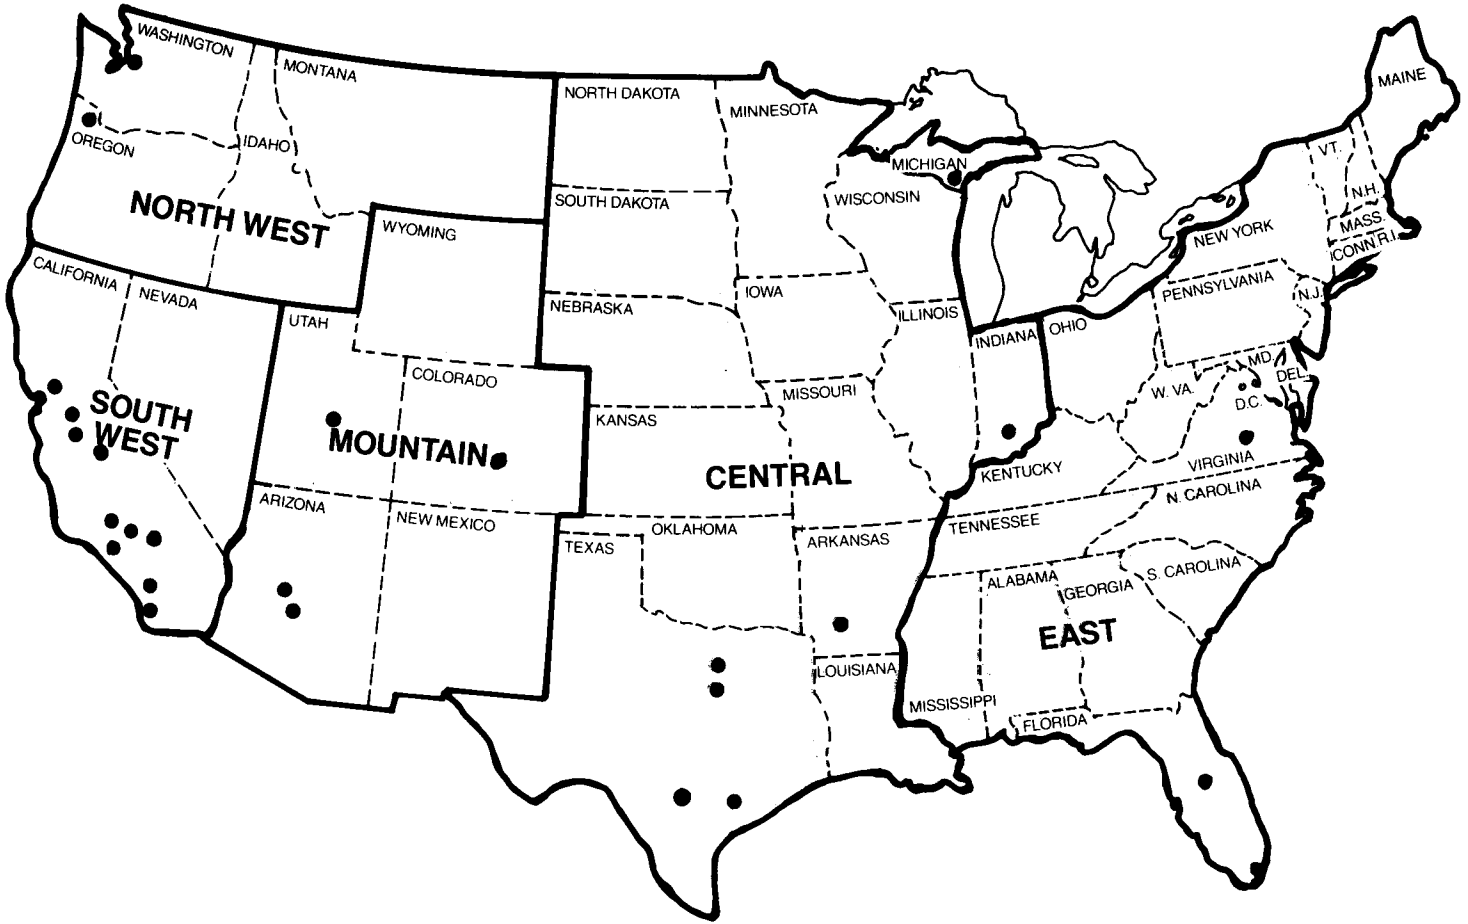 WASHINGTON
MONTANA
OREGON
IDAHO
NORTH WEST
WYOMING
NORTH DAKOTA
MINNESOTA
SOUTH DAKOTA
WISCONSIN
MICHIGAN
MAINE
VT.
N.H.
MASS.
CONN
R.I.
NEW YORK
PENNSYLVANIA
N.J.
CALIFORNIA
NEVADA
UTAH
COLORADO
NEBRASKA
IOWA
ILLINOIS
INDIANA
OHIO
W. VA.
MD.
DEL.
D.C.
VIRGINIA
SOUTH
WEST
MOUNTAIN
KANSAS
MISSOURI
CENTRAL
KENTUCKY
N. CAROLINA
ARIZONA
NEW MEXICO
TEXAS
OKLAHOMA
ARKANSAS
TENNESSEE
S. CAROLINA
ALABAMA
GEORGIA
EAST
LOUISIANA
MISSISSIPPI
FLORIDA